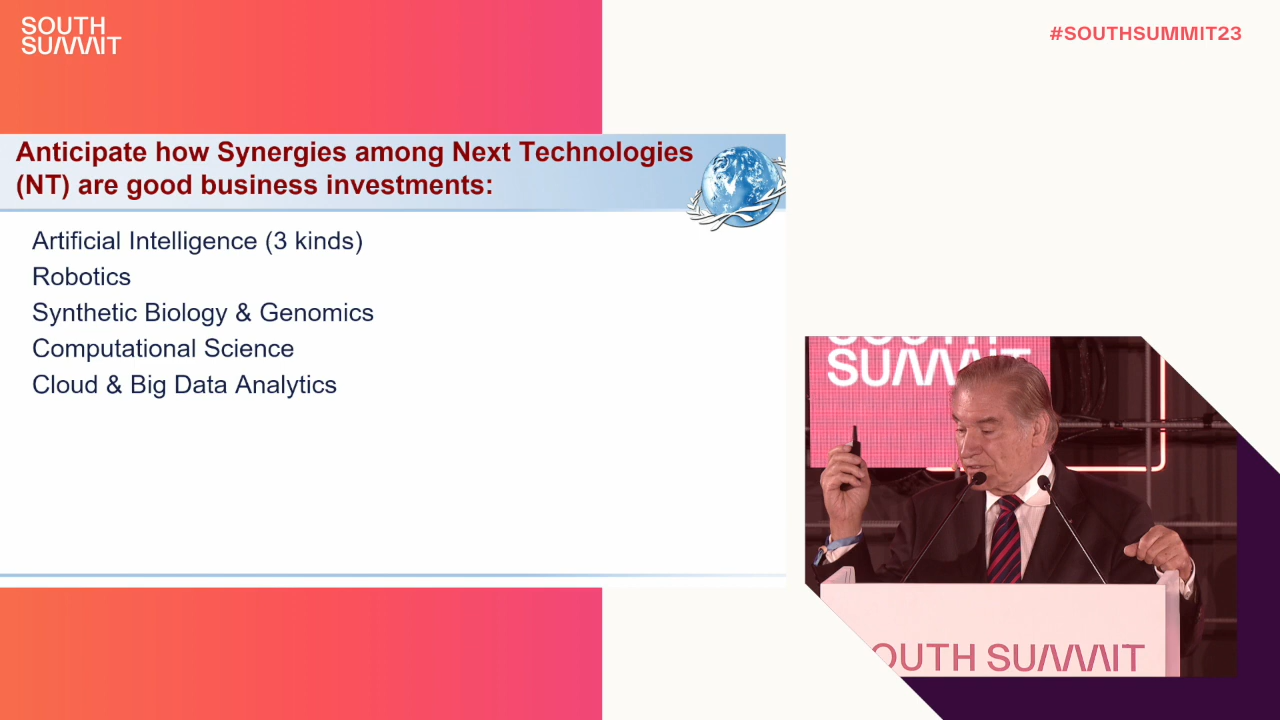 SOUTH
SUMMIT
#SOUTHSUMMIT23
Anticipate how Synergies among Next Technologies
(NT) are good business investments:
Artificial Intelligence (3 kinds)
Robotics
Synthetic Biology & Genomics
Computational Science
Cloud & Big Data Analytics
SOUTH
SUMMIT
OUTH SUMMIT